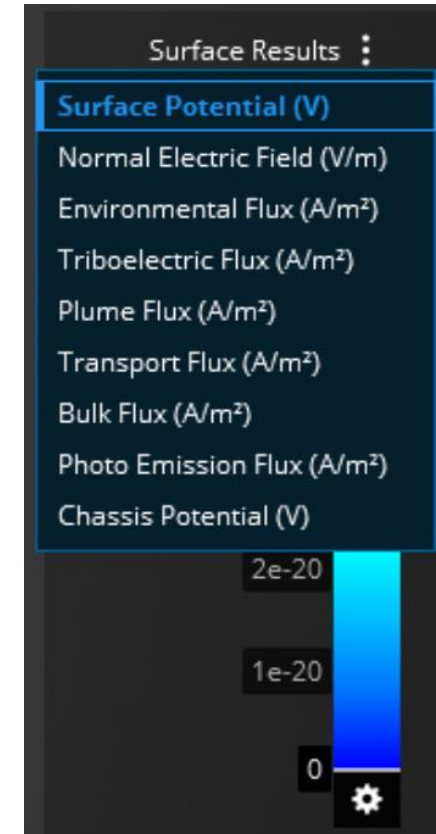 Surface Results
Surface Potential (V)
Normal Electric Field (V/m)
Environmental Flux (A/m²)
Triboelectric Flux (A/m²)
Plume Flux (A/m²)
Transport Flux (A/m²)
Bulk Flux (A/m²)
Photo Emission Flux (A/m²)
Chassis Potential (V)
2e-20
1e-20
0